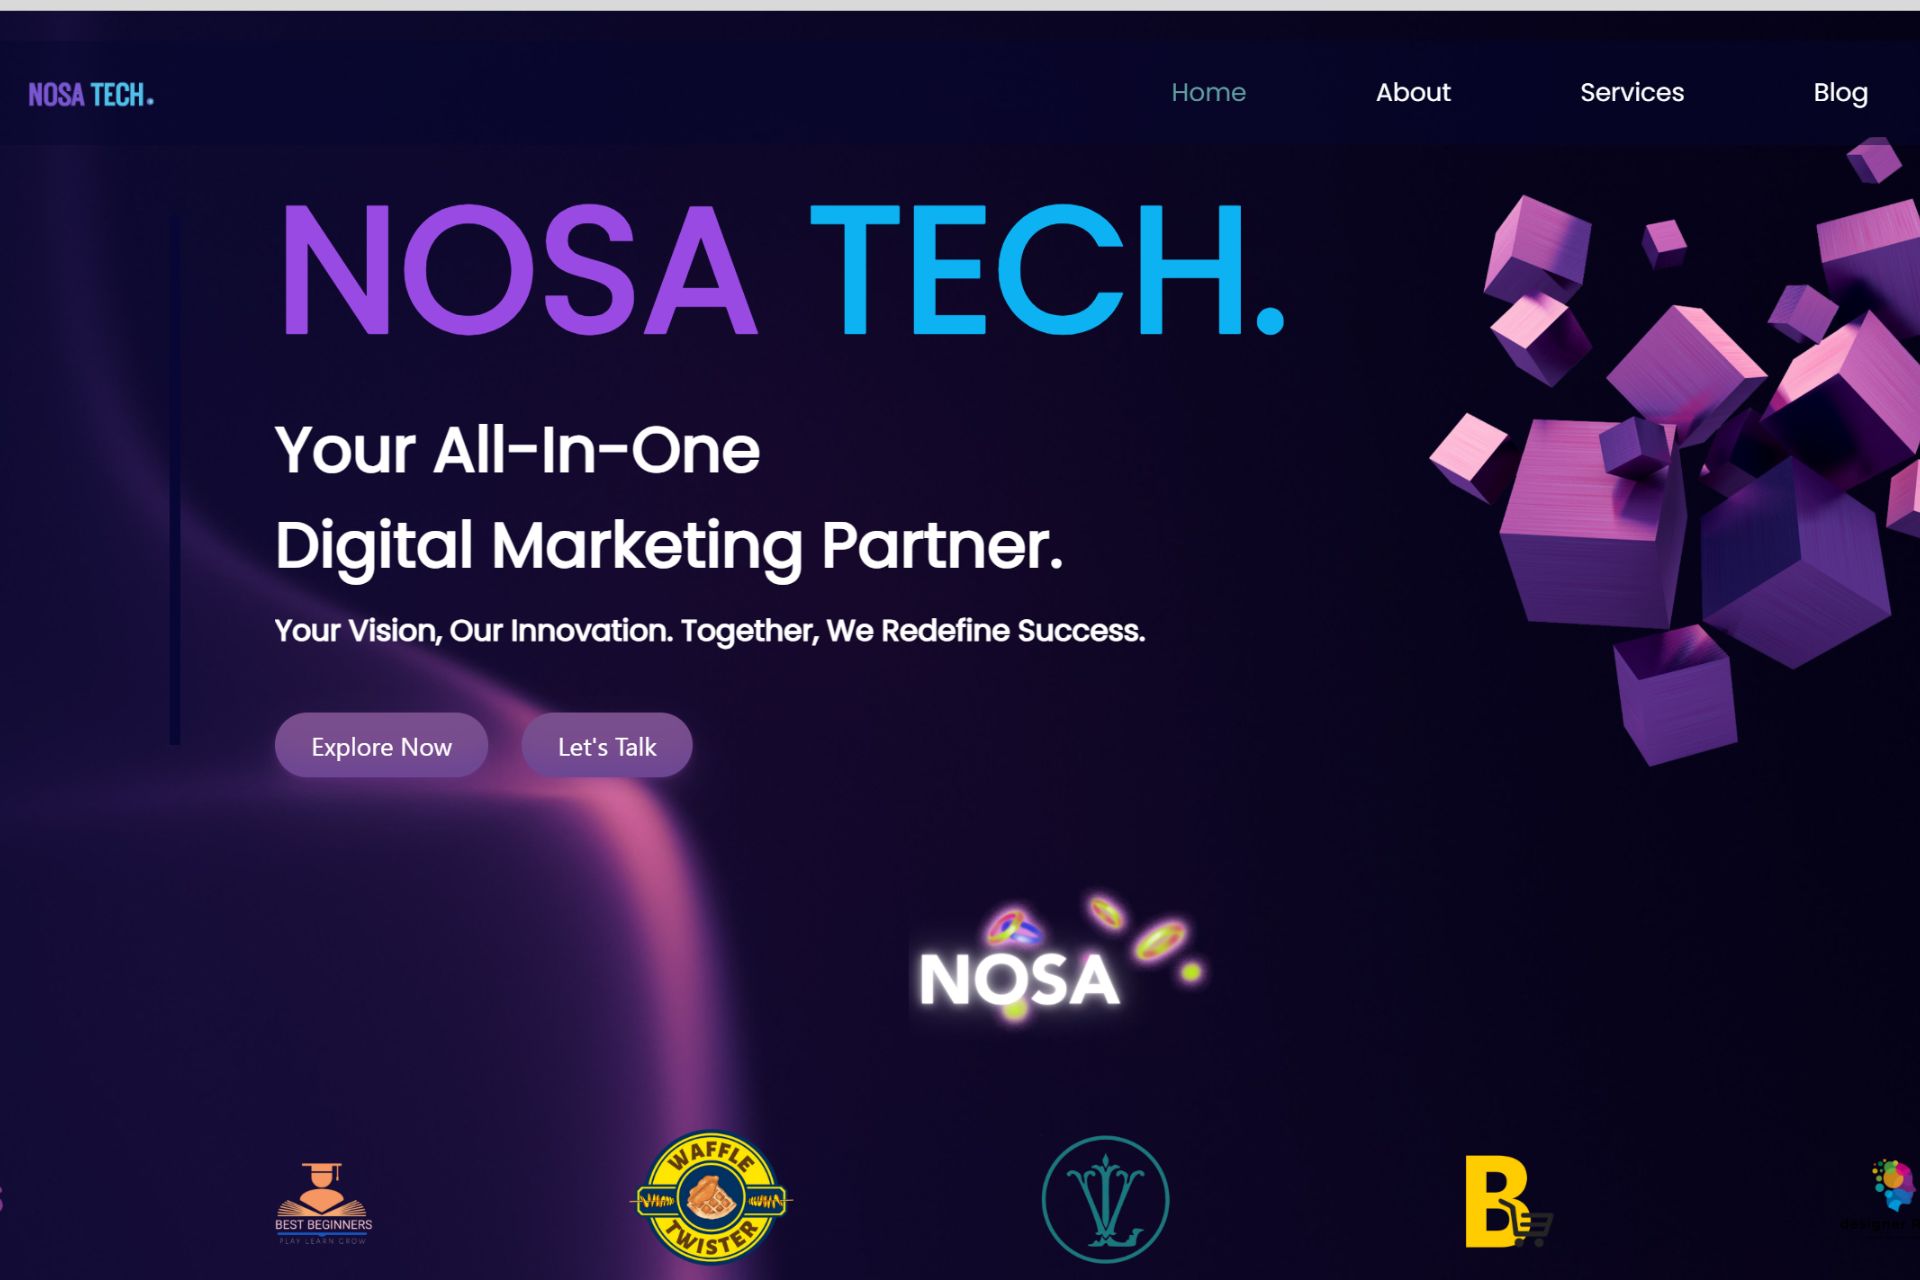 NOSA TECH.
Home
About
Services
Blog
NOSA TECH.
Your All-In-One
Digital Marketing Partner.
Your Vision, Our Innovation. Together, We Redefine Success.
Explore Now
Let's Talk
NOSA
BEST BEGINNERS
PLAY LEARN GROW
WAFFLE
TWISTER
B
designer